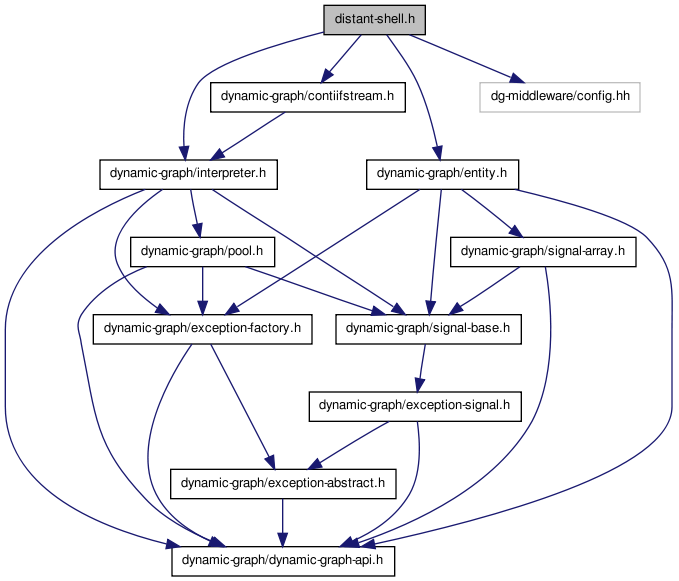 distant-shell.h
dynamic-graph/contiifstream.h
dg-middleware/config.hh
dynamic-graph/interpreter.h
dynamic-graph/entity.h
dynamic-graph/pool.h
dynamic-graph/signal-array.h
dynamic-graph/exception-factory.h
dynamic-graph/signal-base.h
dynamic-graph/exception-signal.h
dynamic-graph/exception-abstract.h
dynamic-graph/dynamic-graph-api.h